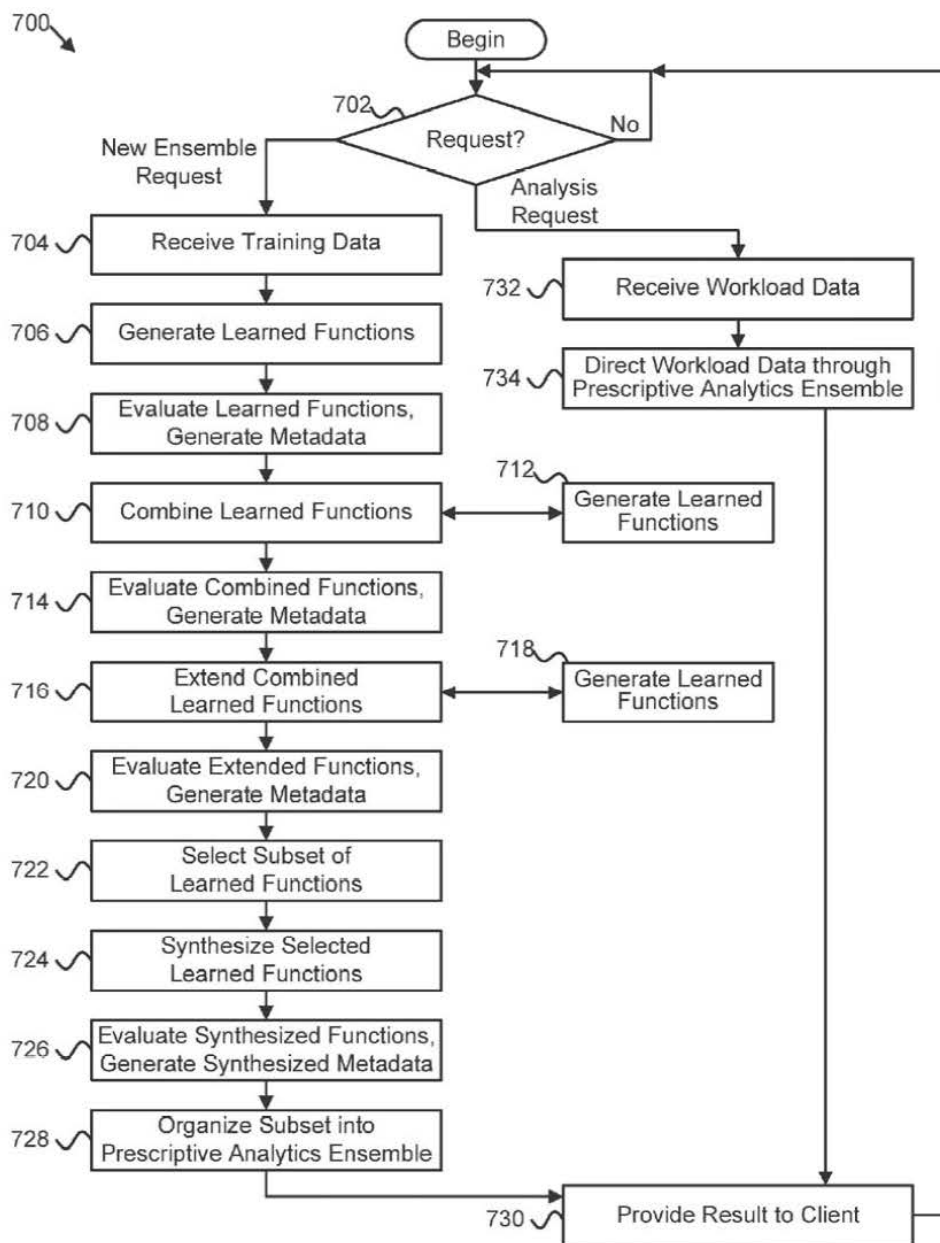 700
Begin
702
Request?
No
New Ensemble
Request
Analysis
Request
704
Receive Training Data
732
Receive Workload Data
706
Generate Learned Functions
734
Direct Workload Data through
Prescriptive Analytics Ensemble
708
Evaluate Learned Functions,
Generate Metadata
712
Generate Learned
Functions
710
Combine Learned Functions
714
Evaluate Combined Functions,
Generate Metadata
718
Generate Learned
Functions
716
Extend Combined
Learned Functions
720
Evaluate Extended Functions,
Generate Metadata
722
Select Subset of
Learned Functions
724
Synthesize Selected
Learned Functions
726
Evaluate Synthesized Functions,
Generate Synthesized Metadata
728
Organize Subset into
Prescriptive Analytics Ensemble
730
Provide Result to Client